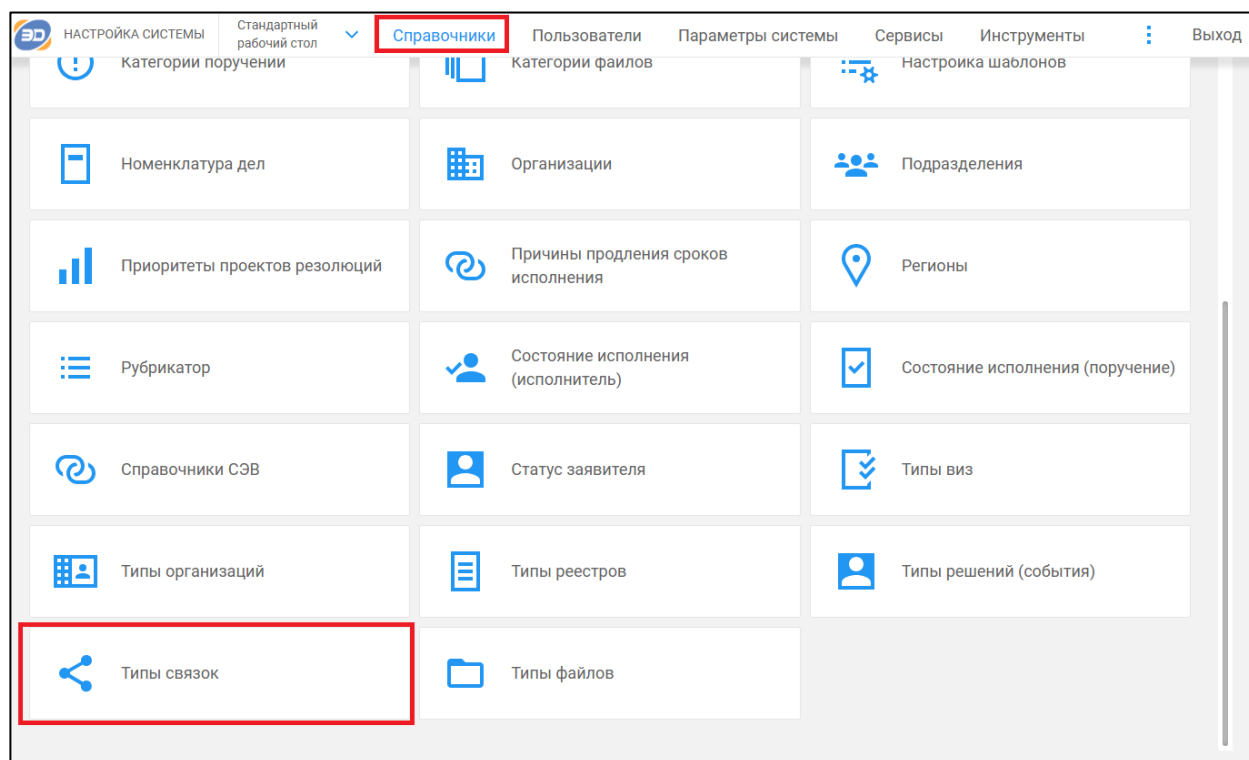 ЭD
НАСТРОЙКА СИСТЕМЫ
Стандартный
рабочий стол
Справочники
Пользователи
Параметры системы
Сервисы
Инструменты
Выход
Категории поручений
Категории файлов
Настройка шаблонов
Номенклатура дел
Организации
Подразделения
Приоритеты проектов резолюций
Причины продления сроков
исполнения
Регионы
Рубрикатор
Состояние исполнения
(исполнитель)
Состояние исполнения (поручение)
Справочники СЭВ
Статус заявителя
Типы виз
Типы организаций
Типы реестров
Типы решений (события)
Типы связок
Типы файлов